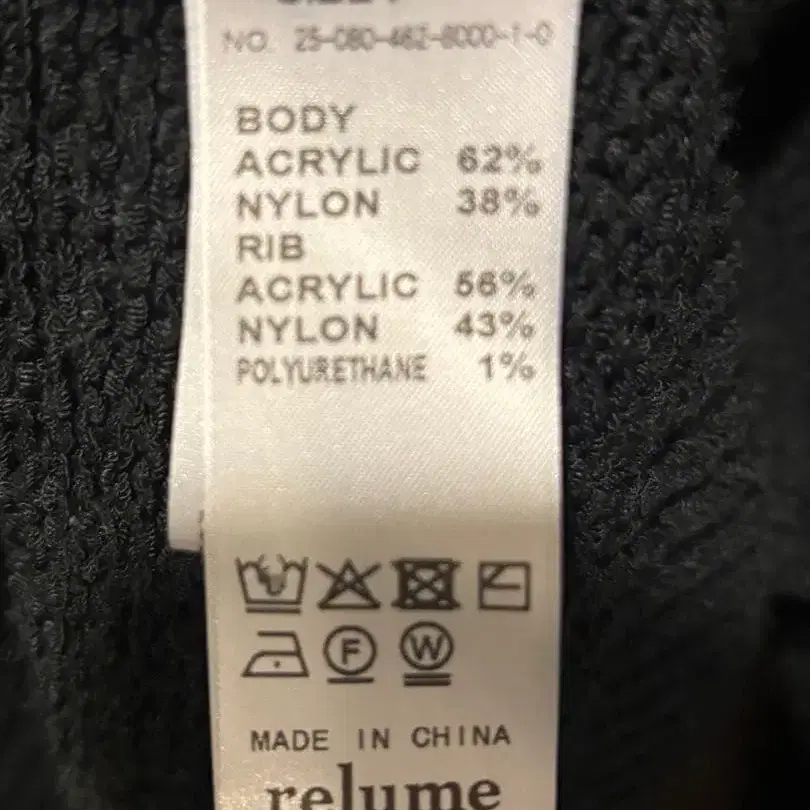 NO. 25-080-462-8000-1-0
BODY
ACRYLIC 62%
NYLON 38%
RIB
ACRYLIC 56%
NYLON 43%
POLYURETHANE 1%
F W
MADE IN CHINA
relume